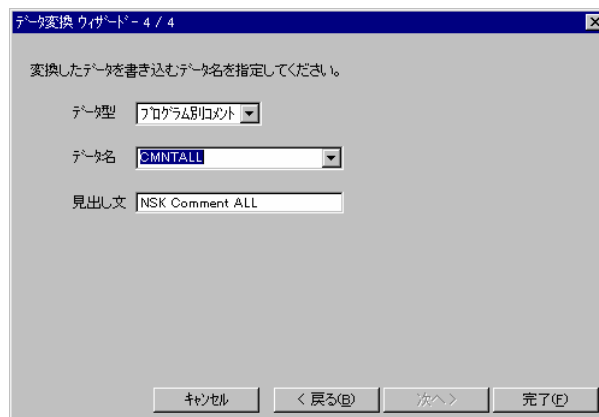 データ変換 ウィザード - 4 / 4
変換したデータを書き込むデータ名を指定してください。
データ型 プログラム別コメント
データ名 CMNTALL
見出し文 NSK Comment ALL
キャンセル < 戻る(B) 次へ > 完了(F)